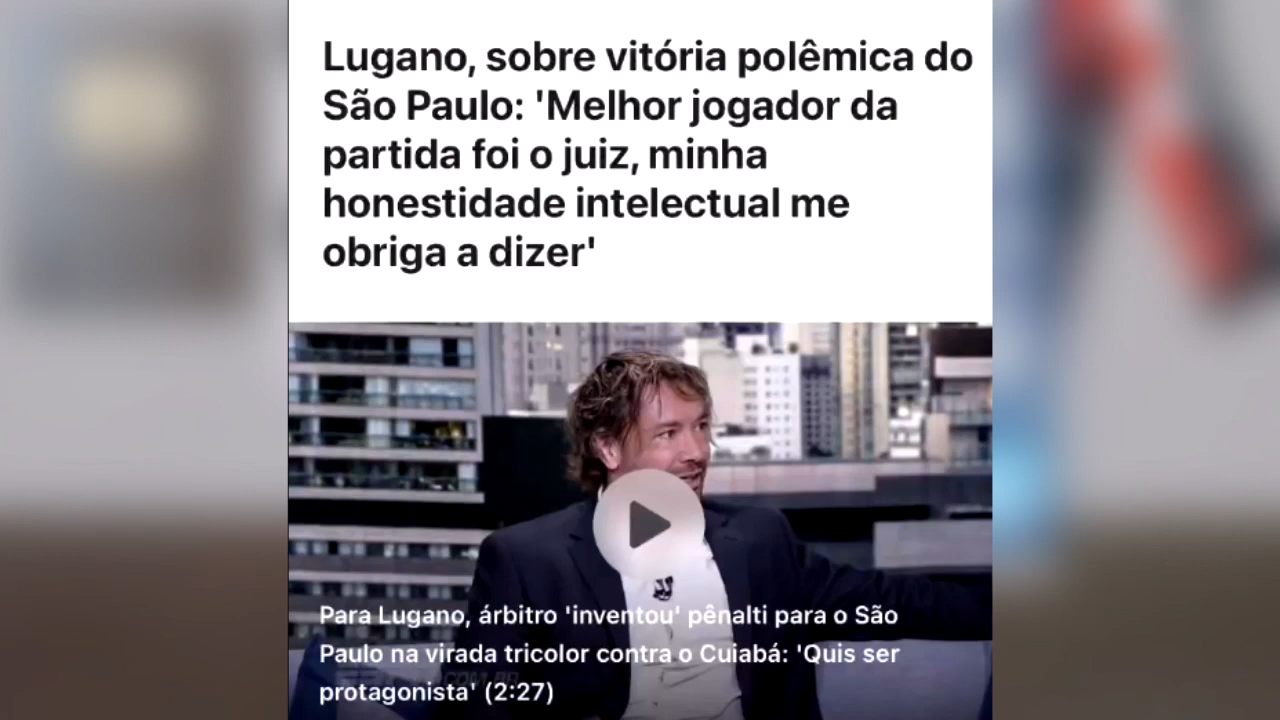 Lugano, sobre vitória polêmica do
São Paulo: 'Melhor jogador da
partida foi o juiz, minha
honestidade intelectual me
obriga a dizer'
Para Lugano, árbitro 'inventou' pênalti para o São
Paulo na virada tricolor contra o Cuiabá: 'Quis ser
protagonista' (2:27)